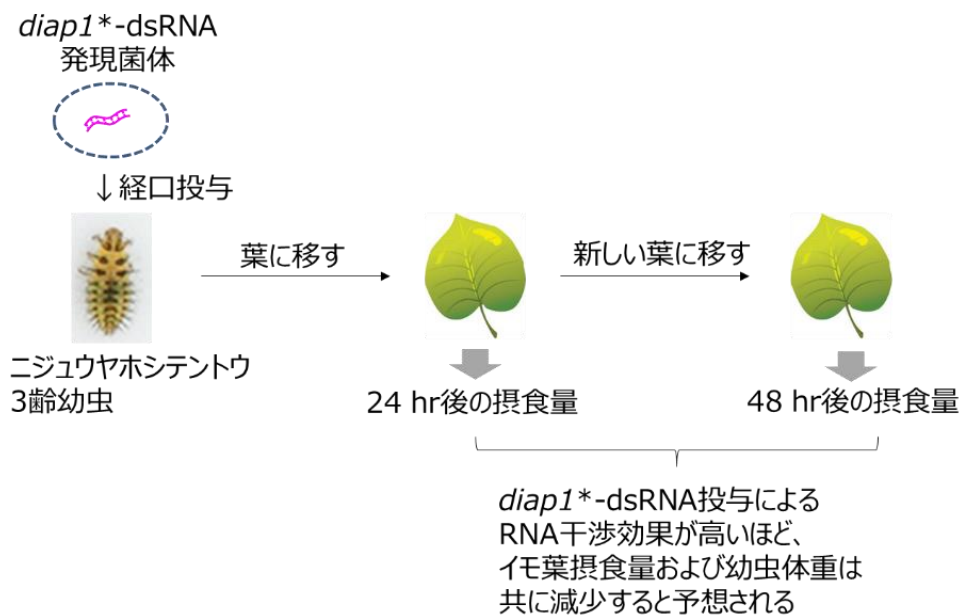 diap1*-dsRNA
発現菌体
↓経口投与
葉に移す
新しい葉に移す
ニジュウヤホシテントウ
3齢幼虫
24 hr後の摂食量
48 hr後の摂食量
diap1*-dsRNA投与による
RNA干渉効果が高いほど、
イモ葉摂食量および幼虫体重は
共に減少すると予想される